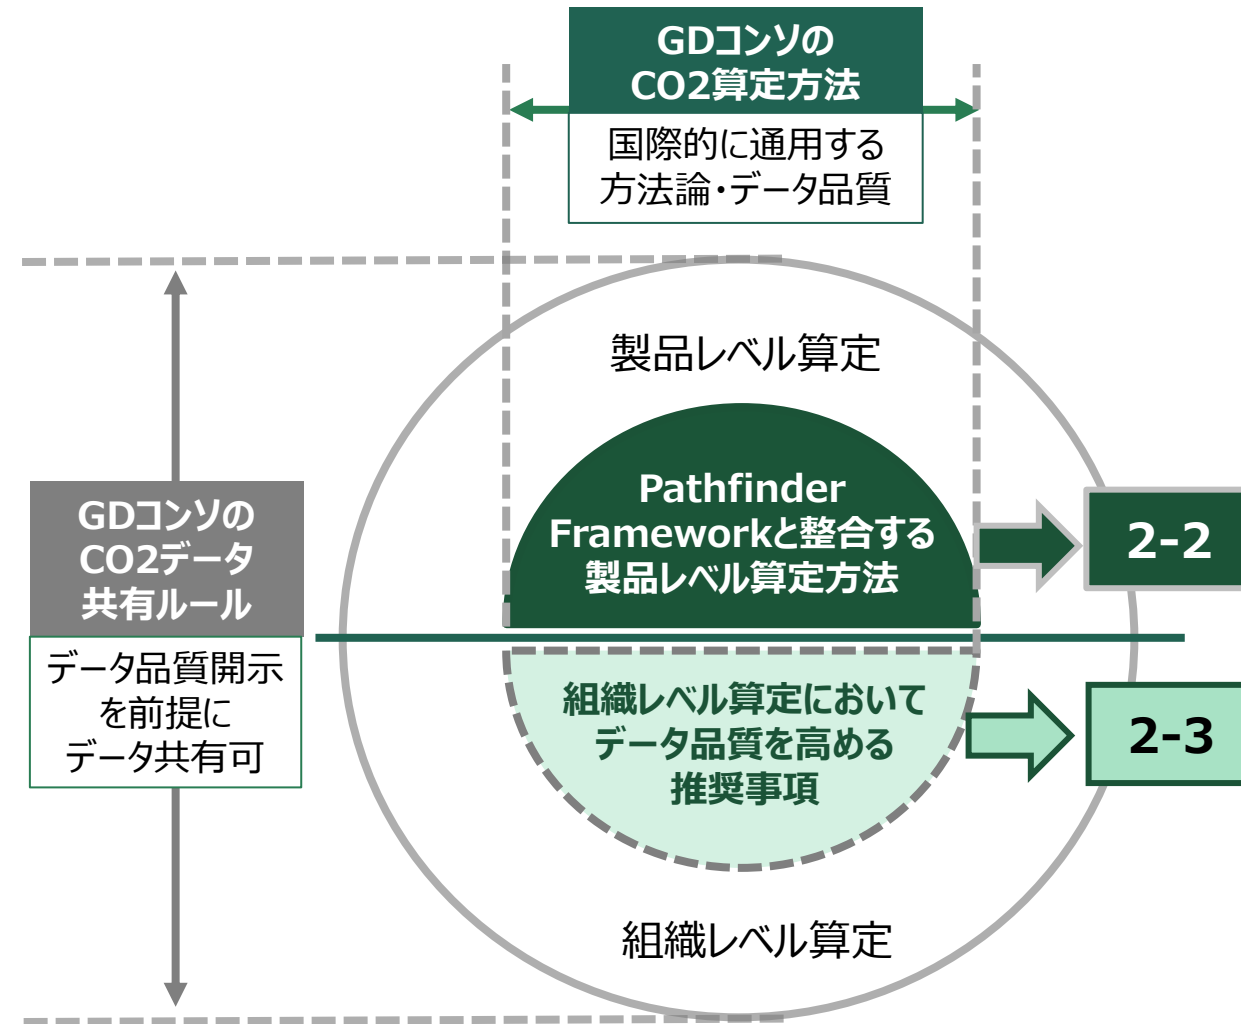 GDコンソの
CO2算定方法
国際的に通用する
方法論・データ品質
製品レベル算定
Pathfinder
Frameworkと整合する
製品レベル算定方法
2-2
GDコンソの
CO2データ
共有ルール
データ品質開示
を前提に
データ共有可
組織レベル算定において
データ品質を高める
推奨事項
2-3
組織レベル算定